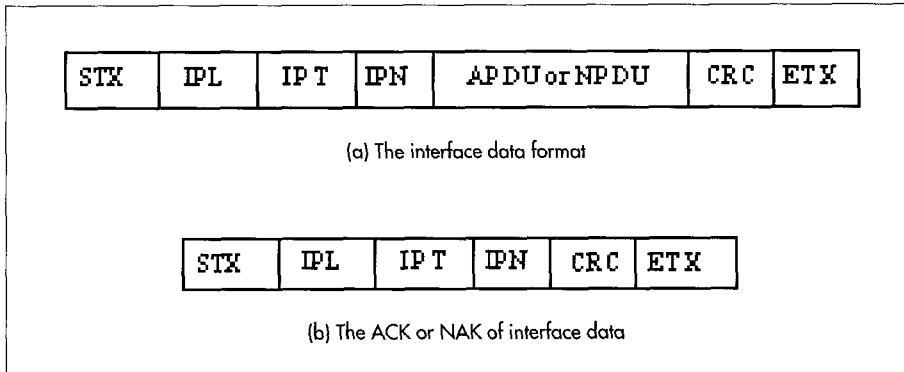 STX IPL IPT IPN APDU or NPDU CRC ETX
(a) The interface data format
STX IPL IPT IPN CRC ETX
(b) The ACK or NAK of interface data